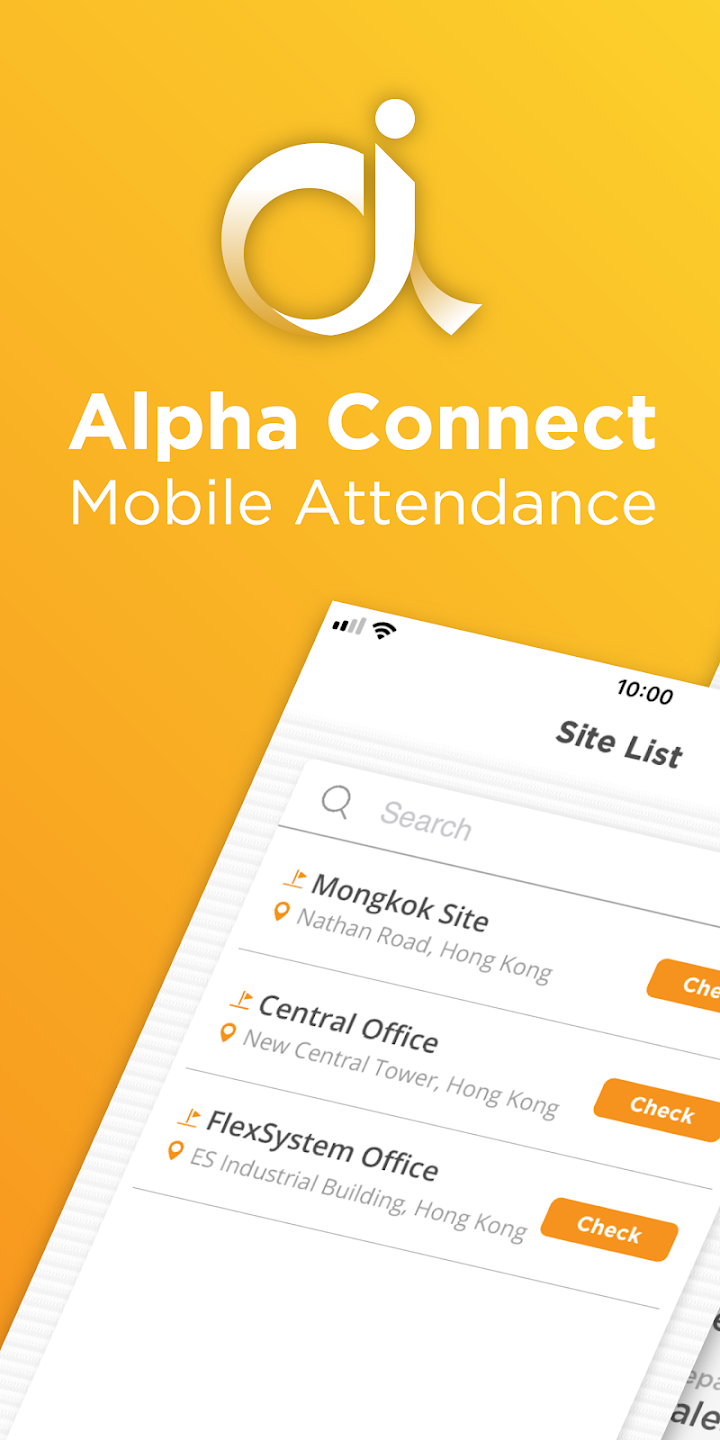 Alpha Connect
Mobile Attendance
10:00
Site List
Search
Mongkok Site
Nathan Road, Hong Kong
Central Office
New Central Tower, Hong Kong
Check
FlexSystem Office
ES Industrial Building, Hong Kong
Check